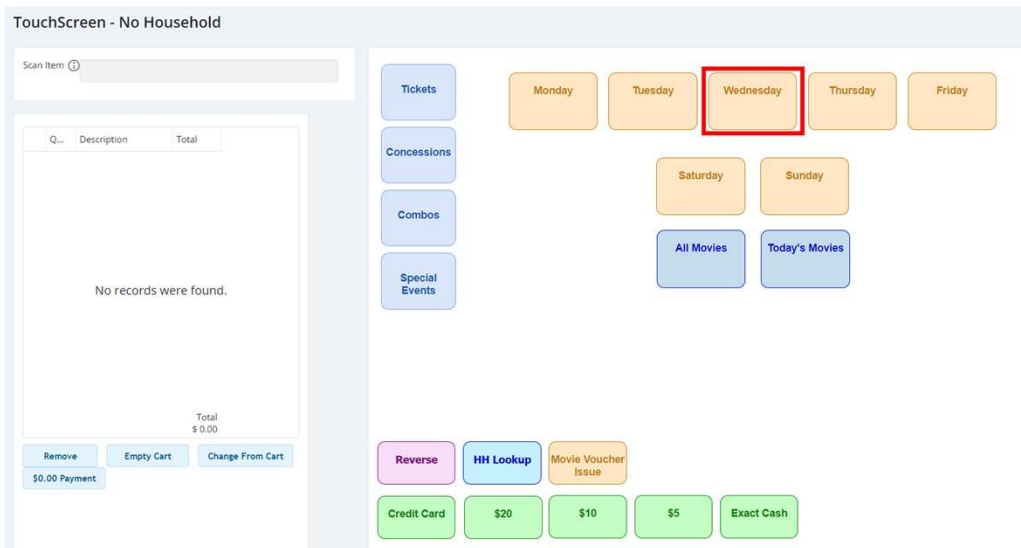 TouchScreen - No Household
Scan Item
Q... Description Total
No records were found.
Total
$ 0.00
Remove Empty Cart Change From Cart
$0.00 Payment
Tickets
Concessions
Combos
Special
Events
Monday Tuesday Wednesday Thursday Friday
Saturday Sunday
All Movies Today's Movies
Reverse HH Lookup Movie Voucher
Issue
Credit Card $20 $10 $5 Exact Cash